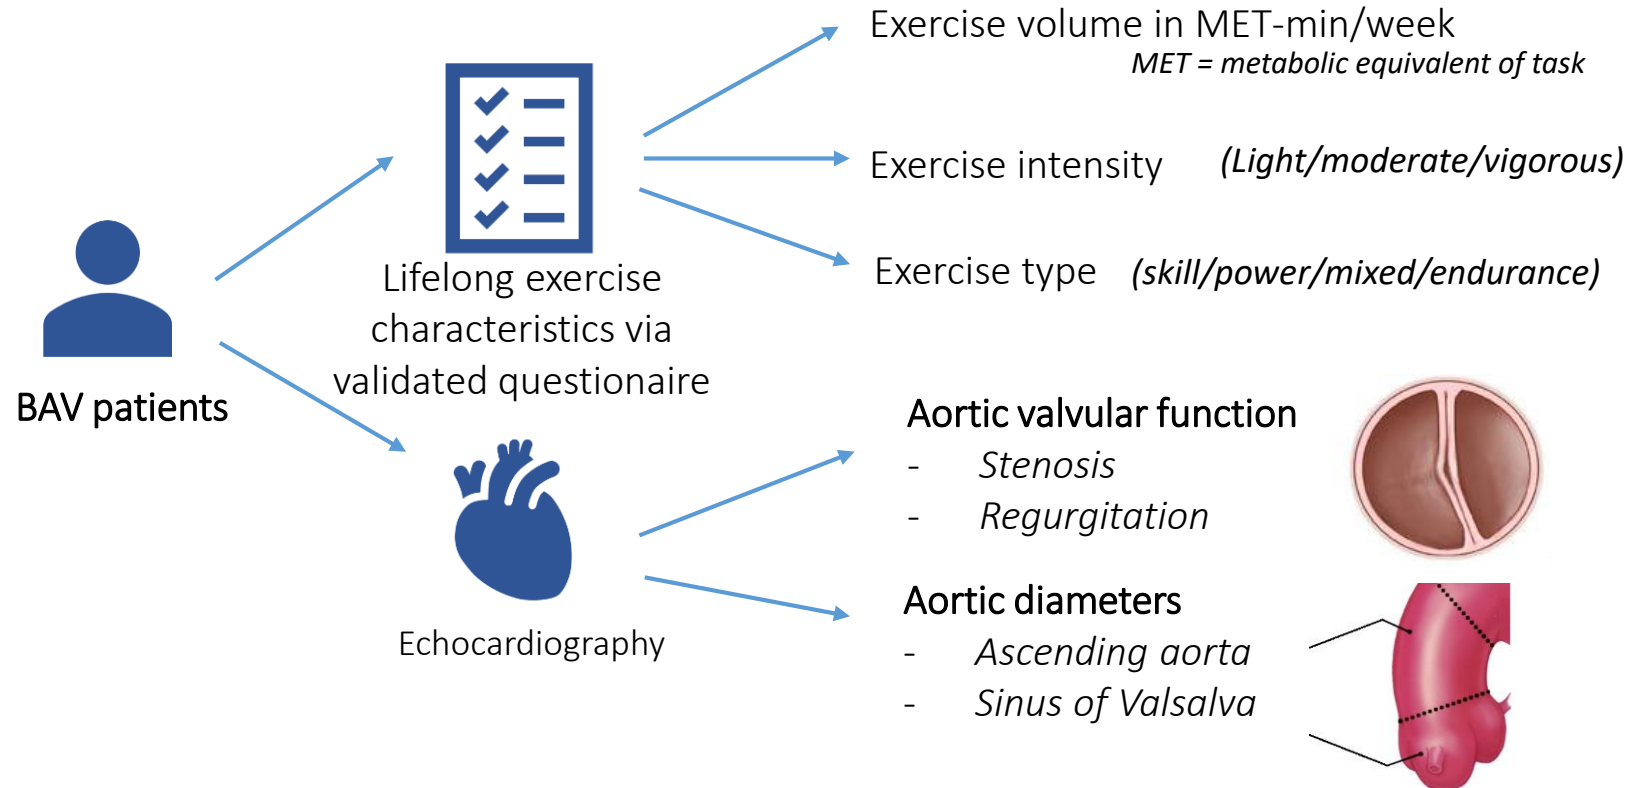 Exercise volume in MET-min/week
MET = metabolic equivalent of task
Exercise intensity (Light/moderate/vigorous)
Exercise type (skill/power/mixed/endurance)
Lifelong exercise
characteristics via
validated questionaire
BAV patients
Echocardiography
Aortic valvular function
- Stenosis
- Regurgitation
Aortic diameters
- Ascending aorta
- Sinus of Valsalva